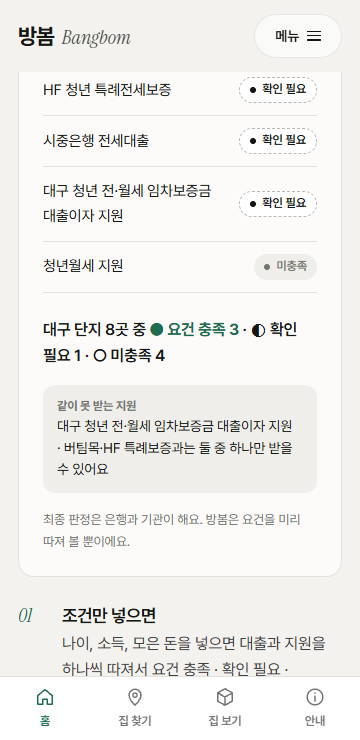 방봄 Bangbom
메뉴
HF 청년 특례전세보증
확인 필요
시중은행 전세대출
확인 필요
대구 청년 전·월세 임차보증금
대출이자 지원
확인 필요
청년월세 지원
미충족
대구 단지 8곳 중 ● 요건 충족 3 · ◐ 확인
필요 1 · ○ 미충족 4
같이 못 받는 지원
대구 청년 전·월세 임차보증금 대출이자 지원
· 버팀목·HF 특례보증과는 둘 중 하나만 받을
수 있어요
최종 판정은 은행과 기관이 해요. 방봄은 요건을 미리
따져 볼 뿐이에요.
01 조건만 넣으면
나이, 소득, 모은 돈을 넣으면 대출과 지원을
하나씩 따져서 요건 충족 · 확인 필요 ·
홈
집 찾기
집 보기
안내